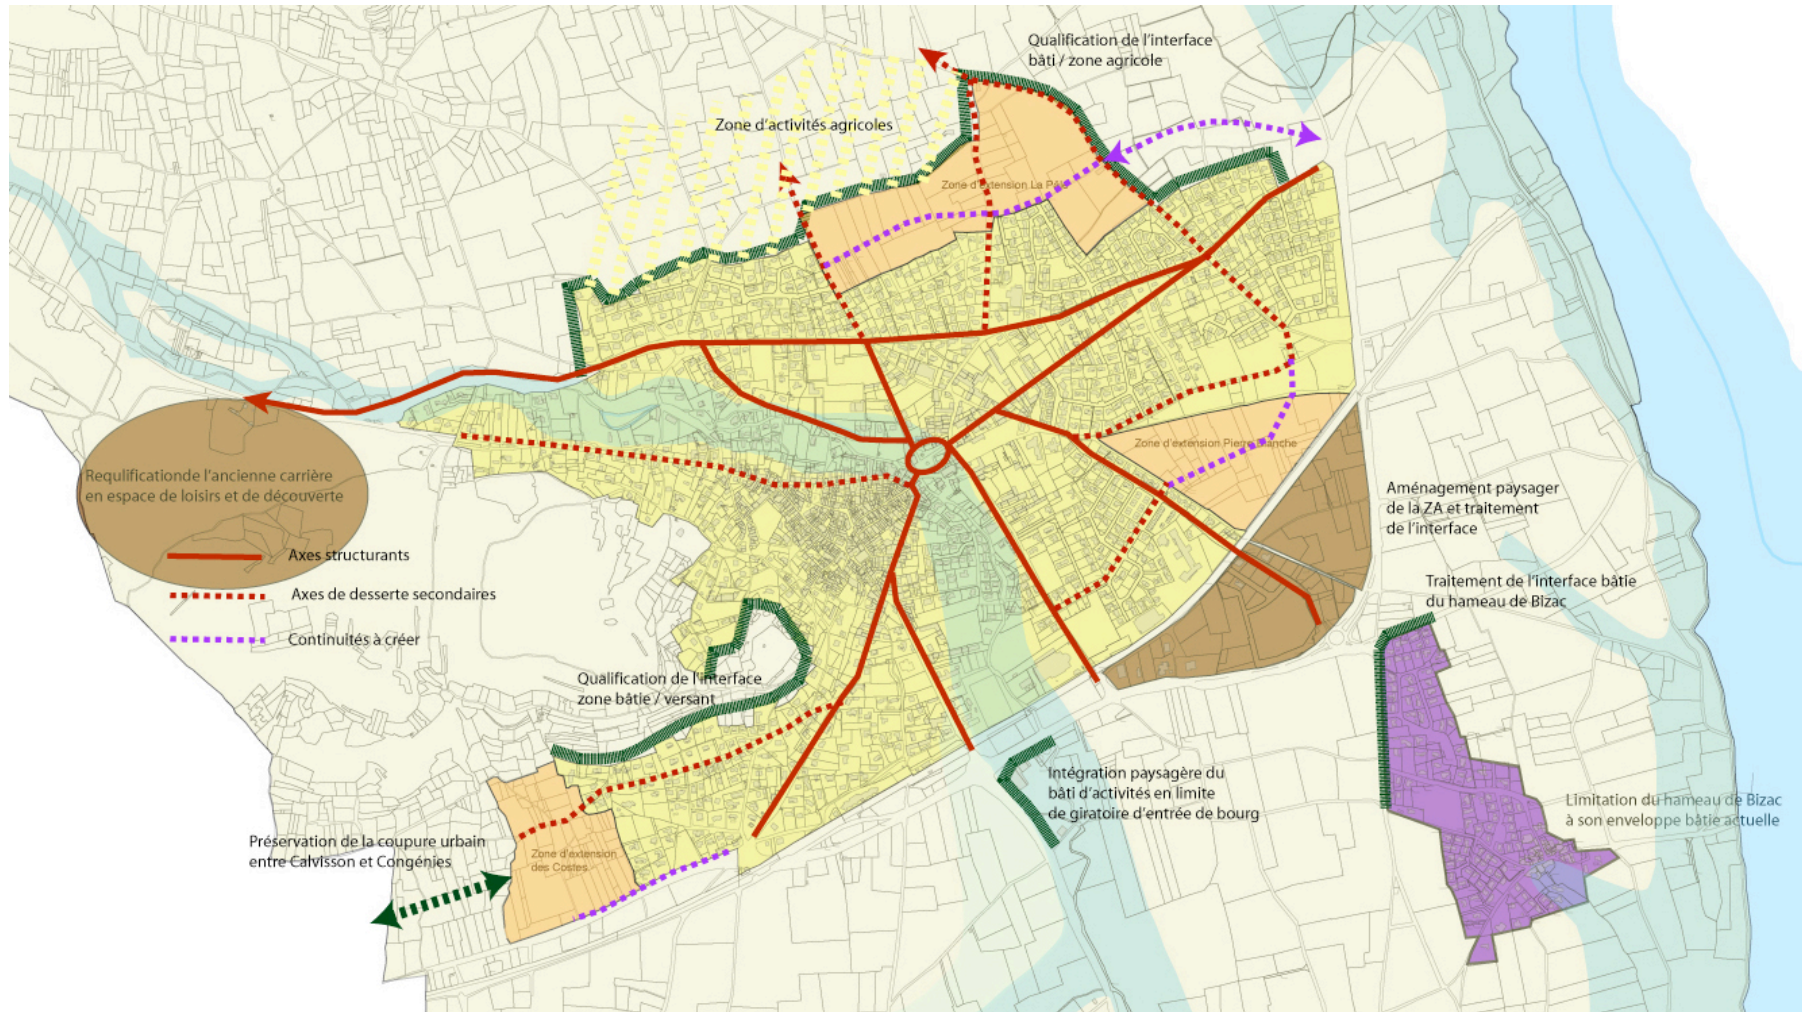 Qualification de l'interface
bâti / zone agricole
Zone d'activités agricoles
Zone d'extension La
Zone d'extension Pierre
Requlificationde l'ancienne carrière
en espace de loisirs et de découverte
Aménagement paysager
de la ZA et traitement
de l'interface
Axes structurants
Axes de desserte secondaires
Continuités à créer
Traitement de l'interface bâtie
du hameau de Bizac
Qualification de l'interface
zone bâtie / versant
Intégration paysagère du
bâti d'activités en limite
de giratoire d'entrée de bourg
Limitation du hameau de Bizac
à son enveloppe bâtie actuelle
Préservation de la coupure urbain
entre Calvisson et Congénies
Zone d'extension
des Costes